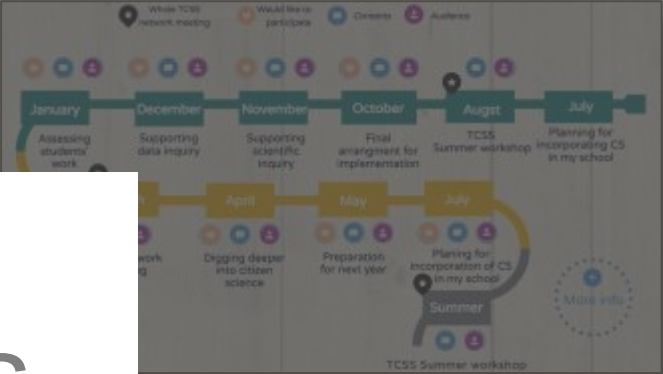 Whole TCSS
network meeting
Would like to
participate
Contents
Audience
January
December
November
October
Augst
July
Assessing
students'
work
Supporting
data inquiry
Supporting
scientific
inquiry
Final
arrangment for
implementation
TCSS
Summer workshop
Planning for
incorporating CS
in my school
April
May
July
work
Digging deeper
into citizen
science
Preparation
for next year
Planing for
incorporation of CS
in my school
Summer
More info
TCSS Summer workshop